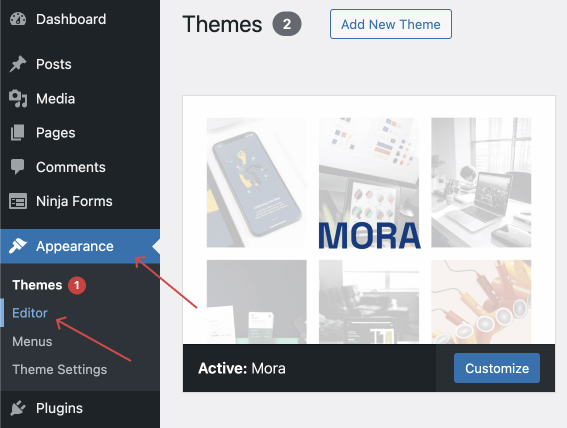 Dashboard
Posts
Media
Pages
Comments
Ninja Forms
Appearance
Themes 1
Editor
Menus
Theme Settings
Plugins
Themes 2
Add New Theme
MORA
Active: Mora
Customize